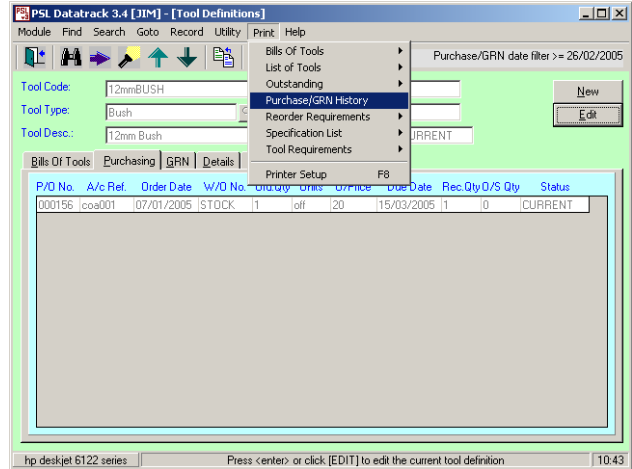 PSL Datatrack 3.4 [JIM] - [Tool Definitions]
Module Find Search Goto Record Utility Print Help
Purchase/GRN date filter >= 26/02/2005
Bills Of Tools
List of Tools
Outstanding
Purchase/GRN History
Reorder Requirements
Specification List
Tool Requirements
Printer Setup F8
Tool Code: 12mmBUSH
New
Tool Type: Bush
Edit
Tool Desc.: 12mm Bush
Bills Of Tools Purchasing GRN Details
P/O No. A/c Ref. Order Date W/O No. Ord.Qty Units U/Price Due Date Rec.Qty O/S Qty Status
000156 coa001 07/01/2005 STOCK 1 off 20 15/03/2005 1 0 CURRENT
hp deskjet 6122 series Press <enter> or click [EDIT] to edit the current tool definition 10:43